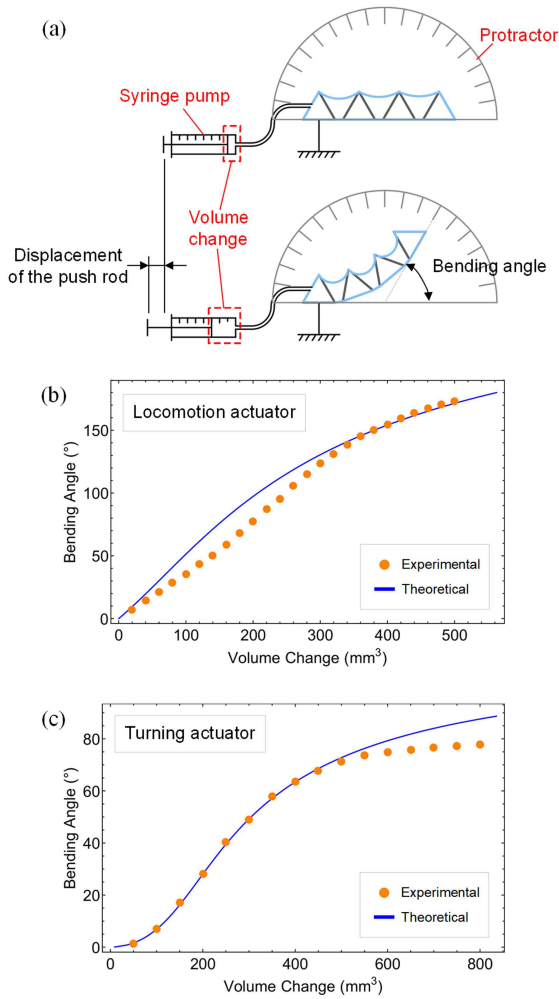 (a)
Protractor
Syringe pump
Volume
change
Displacement
of the push rod
Bending angle
(b)
Locomotion actuator
Bending Angle (°)
150
100
50
0
Experimental
Theoretical
0 100 200 300 400 500
Volume Change (mm³)
(c)
Turning actuator
Bending Angle (°)
80
60
40
20
0
Experimental
Theoretical
0 200 400 600 800
Volume Change (mm³)